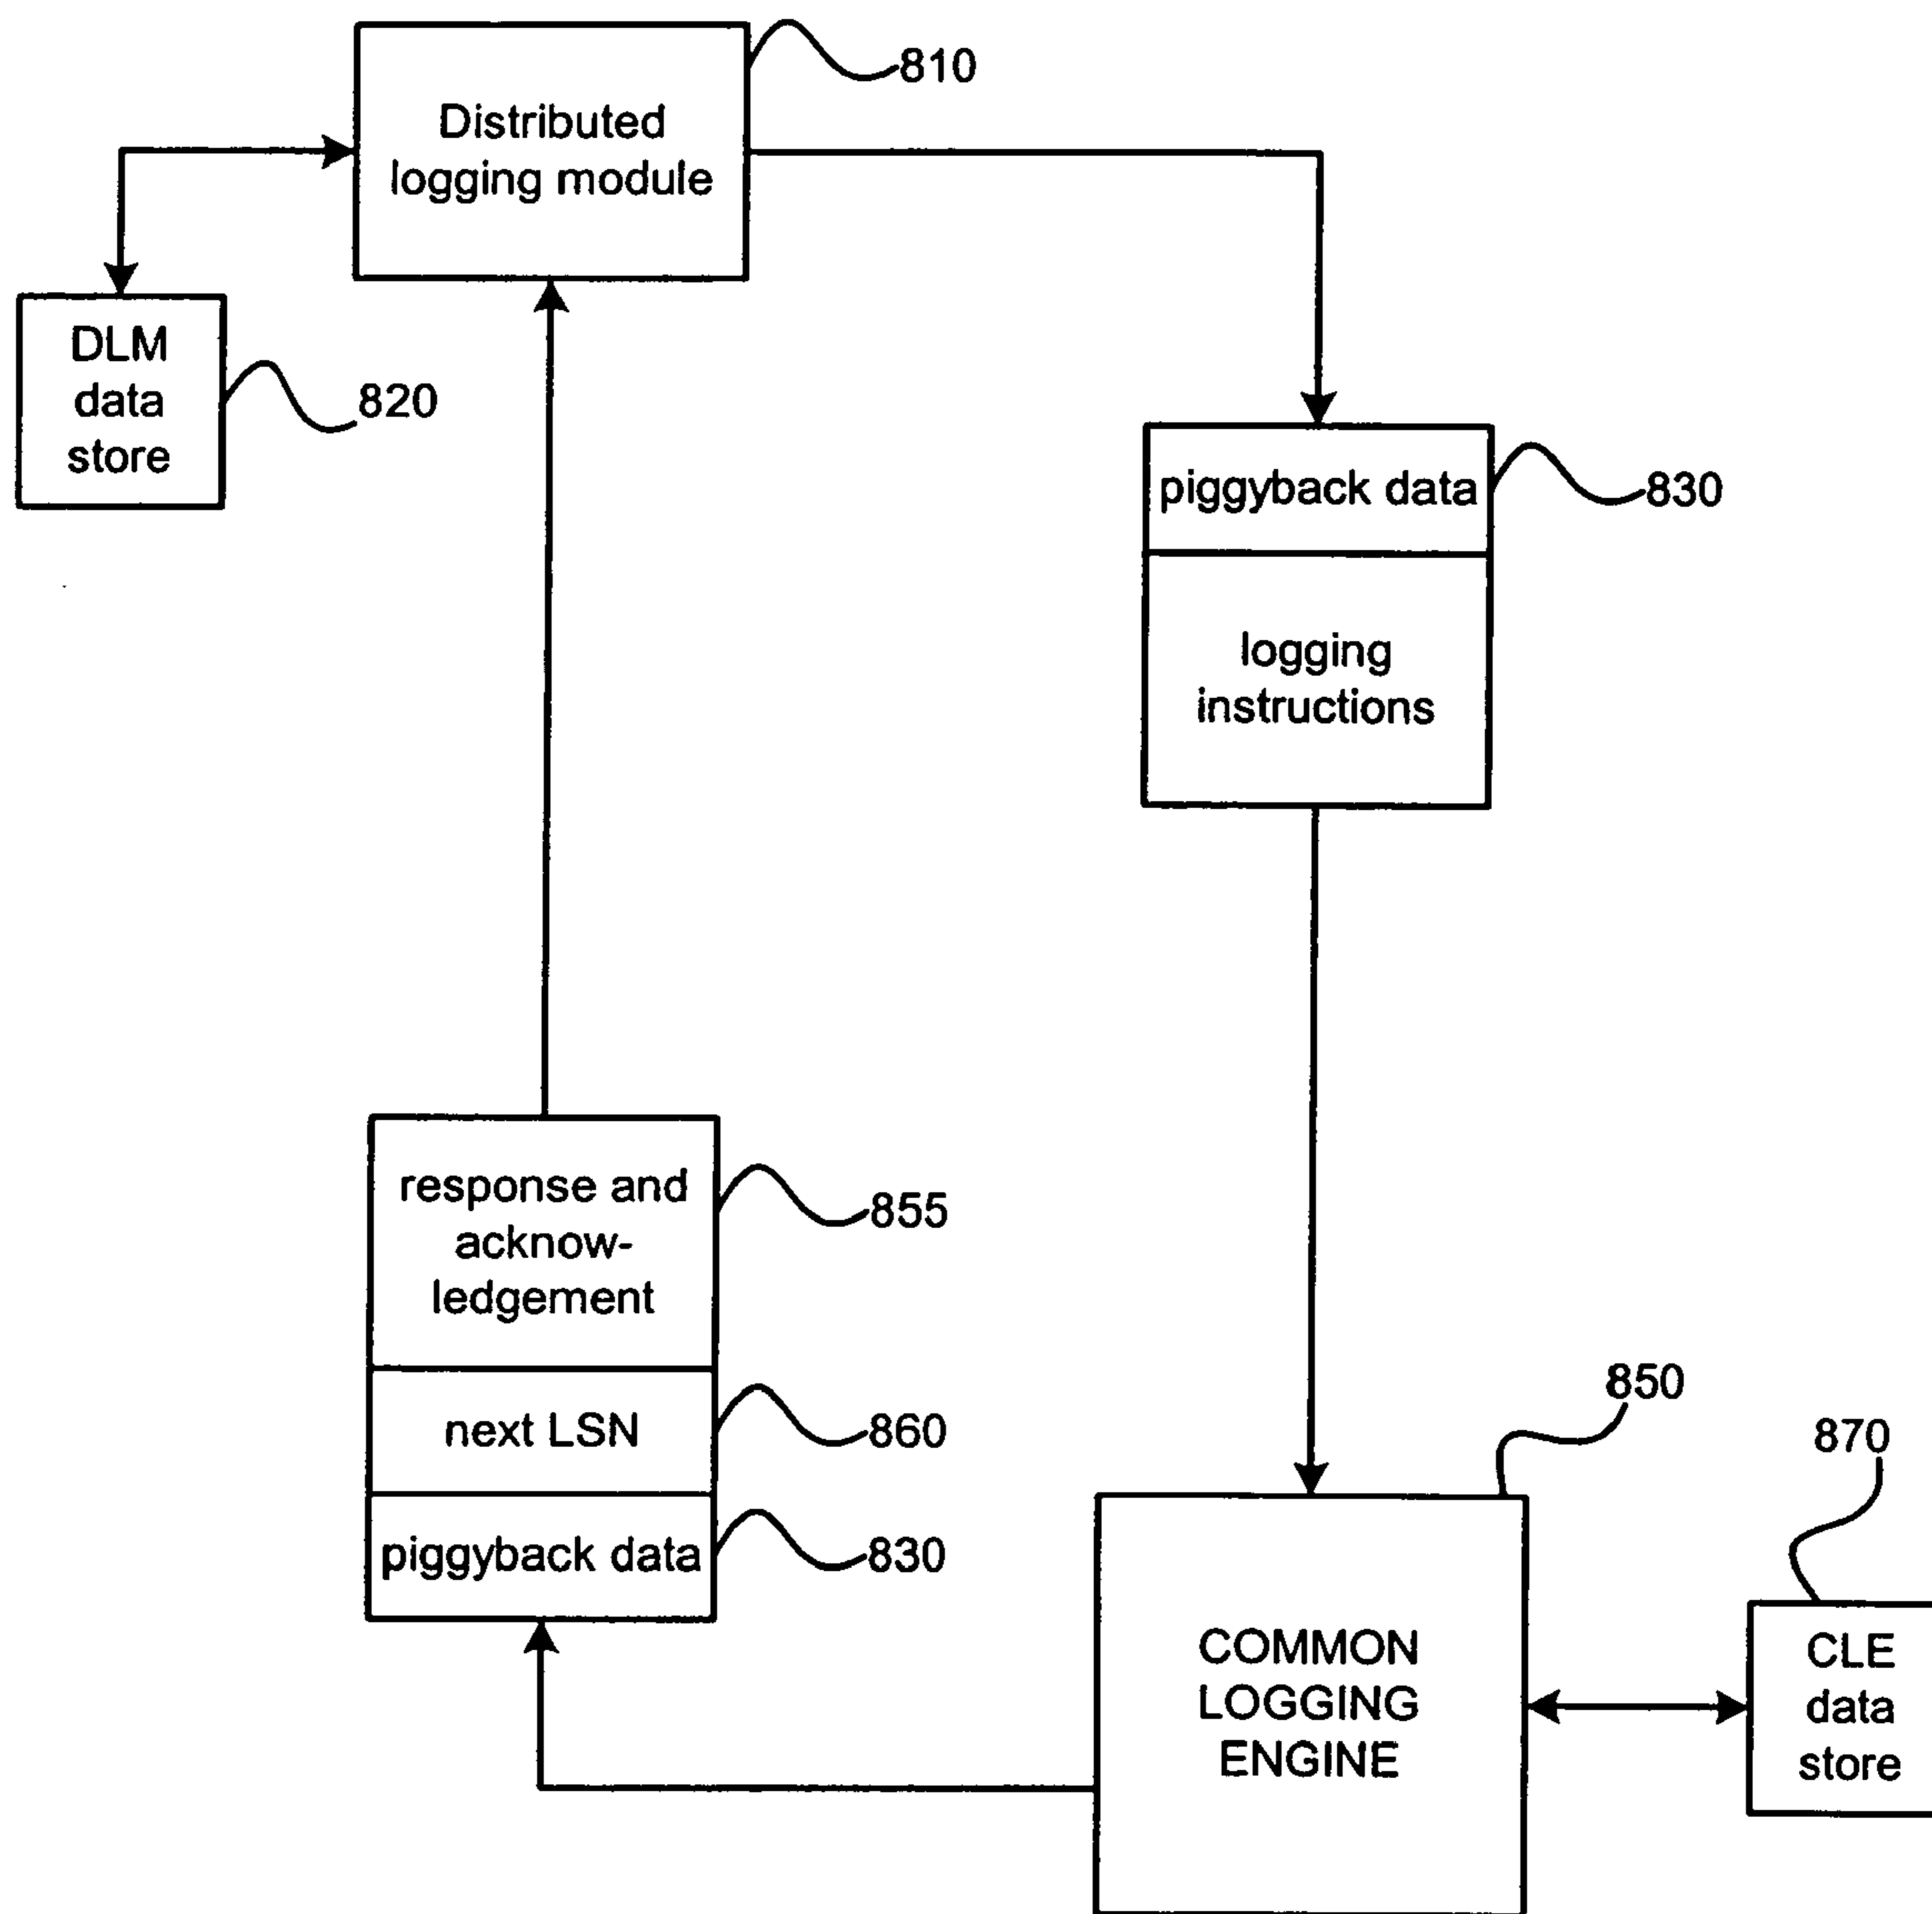 810
Distributed
logging module
DLM
data
store
820
piggyback data
830
logging
instructions
response and
acknow-
ledgement
855
next LSN
860
piggyback data
830
850
COMMON
LOGGING
ENGINE
870
CLE
data
store